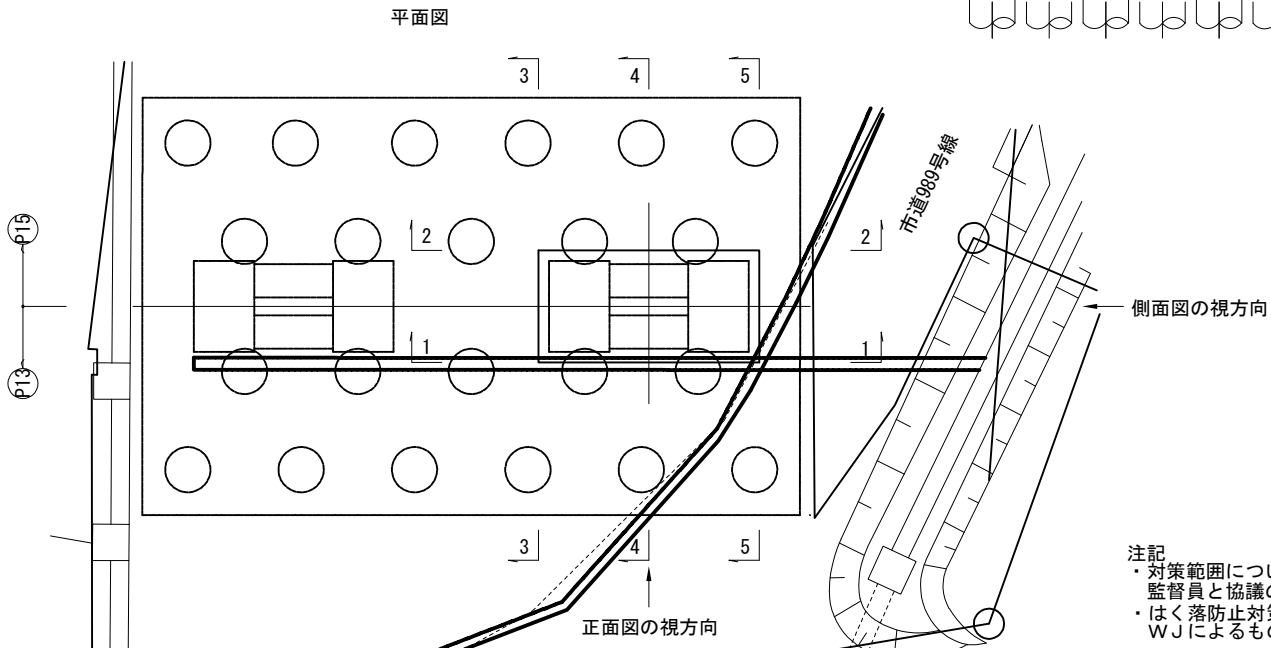 平面図
3
4
5
市道989号線
P15
2
2
側面図の視方向
1
1
P13
3
4
5
正面図の視方向
注記
・対策範囲につい
監督員と協議の
・はく落防止対策
WJによるもの